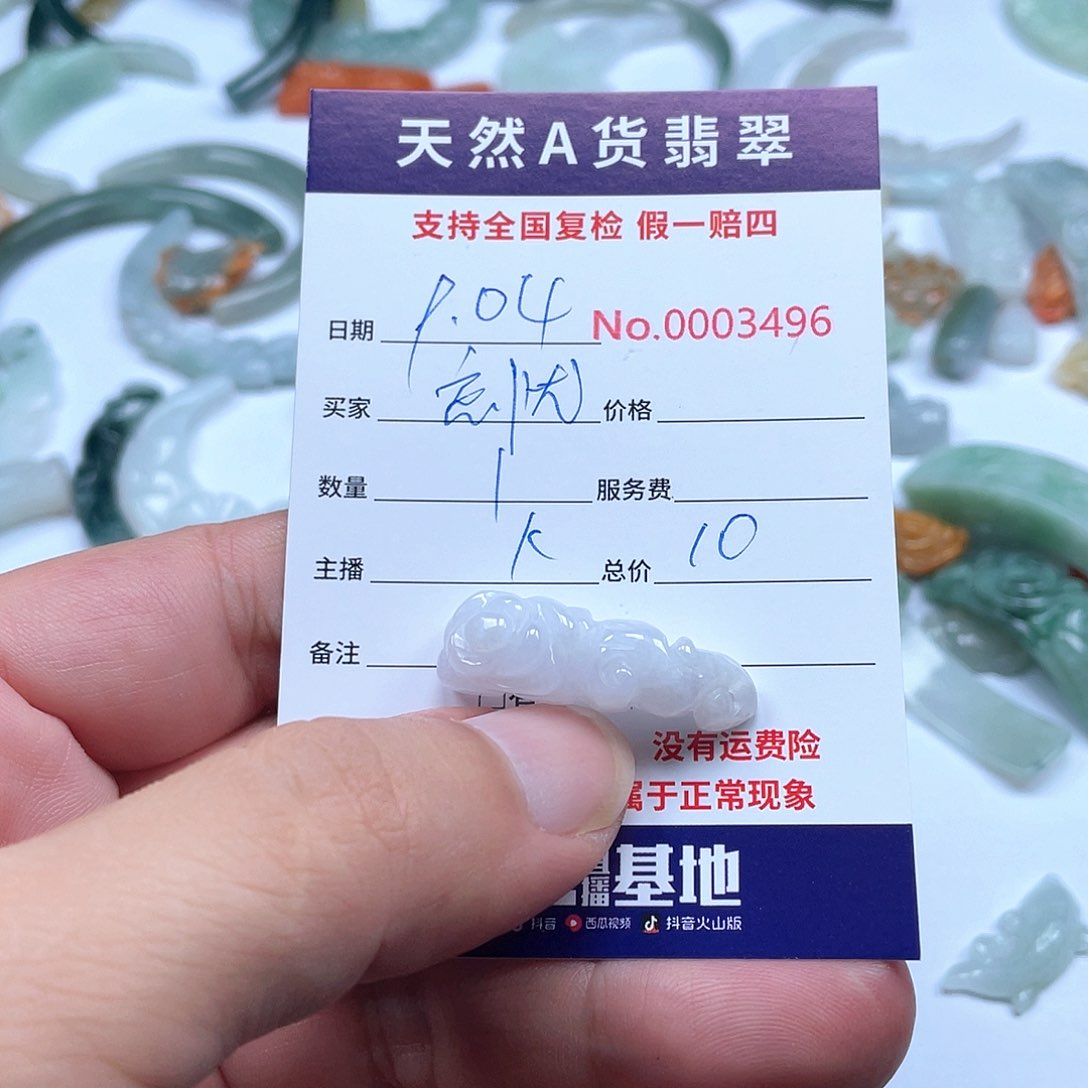 天然A货翡翠
支持全国复检 假一赔四
日期 1.04 No.0003496
买家 价格
数量 1 服务费
主播 K 总价 10
备注
没有运费险
属于正常现象
播基地
抖音 西瓜视频 抖音火山版